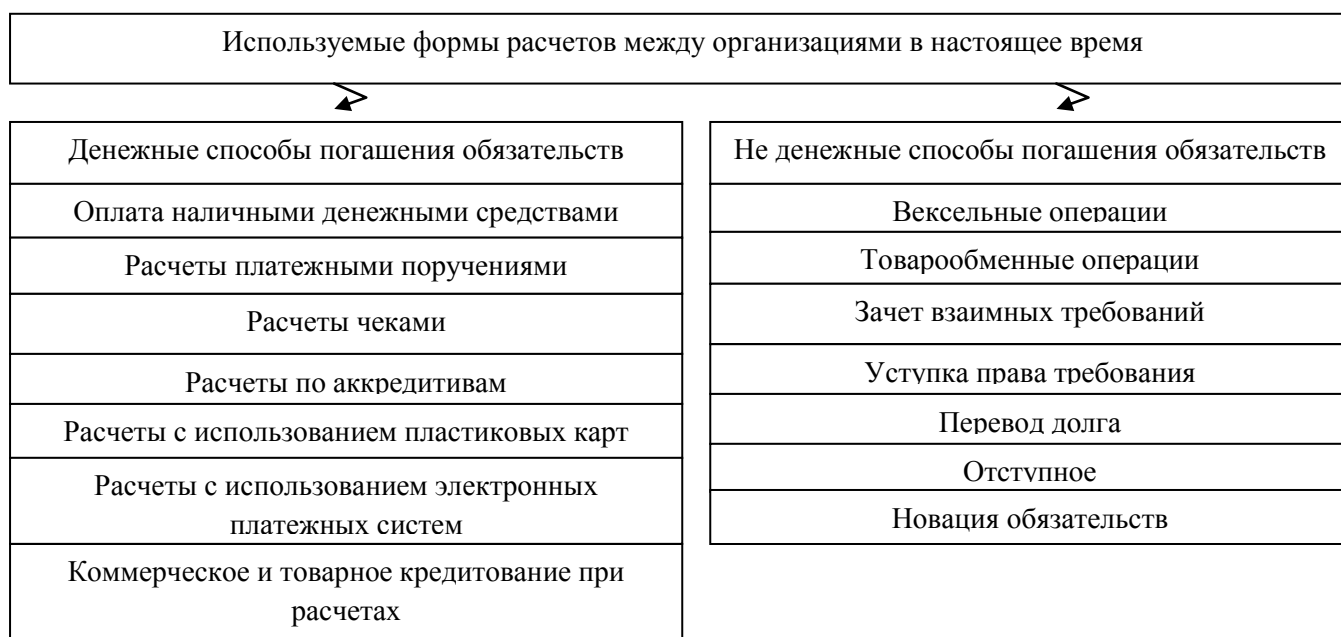 Используемые формы расчетов между организациями в настоящее время
Денежные способы погашения обязательств
Оплата наличными денежными средствами
Расчеты платежными поручениями
Расчеты чеками
Расчеты по аккредитивам
Расчеты с использованием пластиковых карт
Расчеты с использованием электронных
платежных систем
Коммерческое и товарное кредитование при
расчетах
Не денежные способы погашения обязательств
Вексельные операции
Товарообменные операции
Зачет взаимных требований
Уступка права требования
Перевод долга
Отступное
Новация обязательств